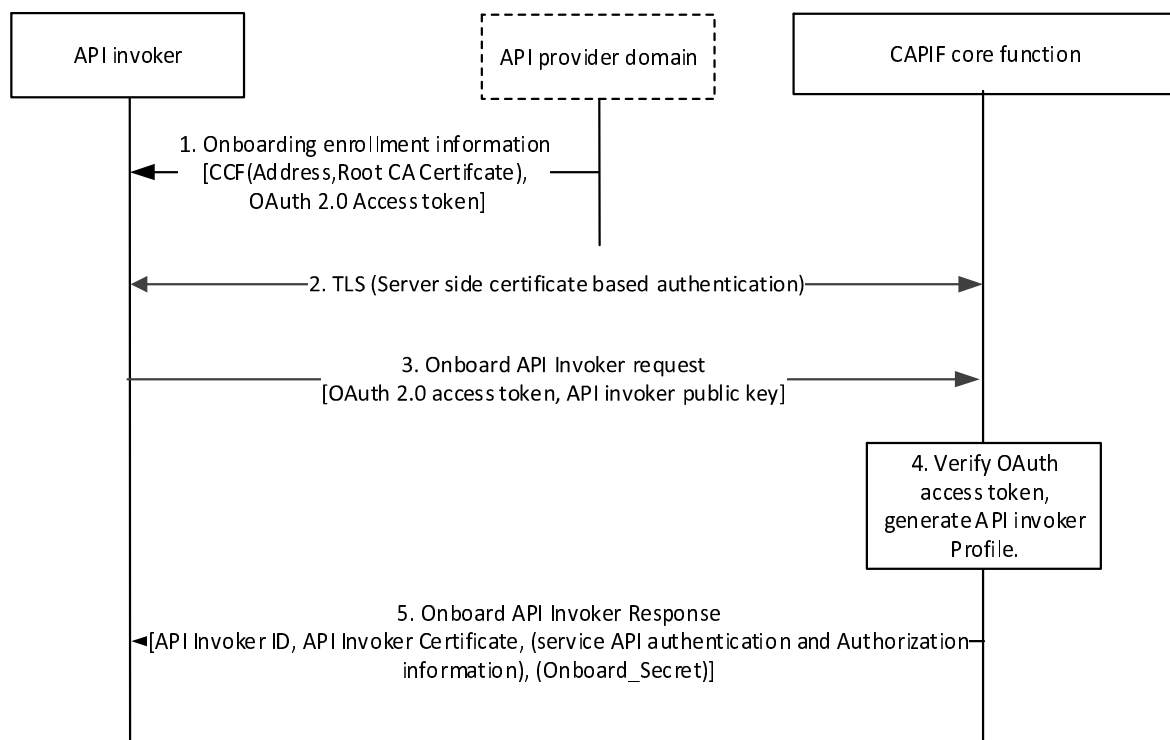 API invoker
API provider domain
CAPIF core function
1. Onboarding enrollment information
[CCF(Address,Root CA Certifcate),
OAuth 2.0 Access token]
2. TLS (Server side certificate based authentication)
3. Onboard API Invoker request
[OAuth 2.0 access token, API invoker public key]
4. Verify OAuth
access token,
generate API invoker
Profile.
5. Onboard API Invoker Response
[API Invoker ID, API Invoker Certificate, (service API authentication and Authorization
information), (Onboard_Secret)]